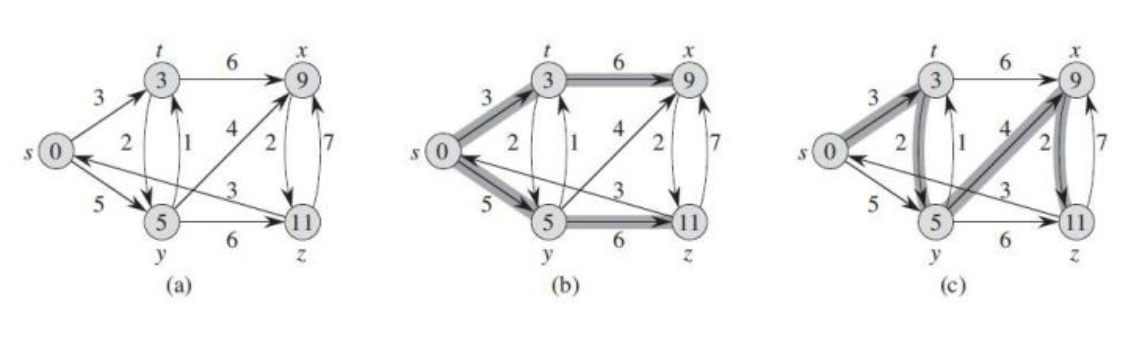 t x t x t x
6 6 6
3 9 3 9 3 9
3 3 3
2 1 4 2 7 2 1 4 2 7 2 1 4 2 7
s 0 s 0 s 0
3 3 3
5 5 5
5 11 5 11 5 11
6 6 6
y z y z y z
(a) (b) (c)